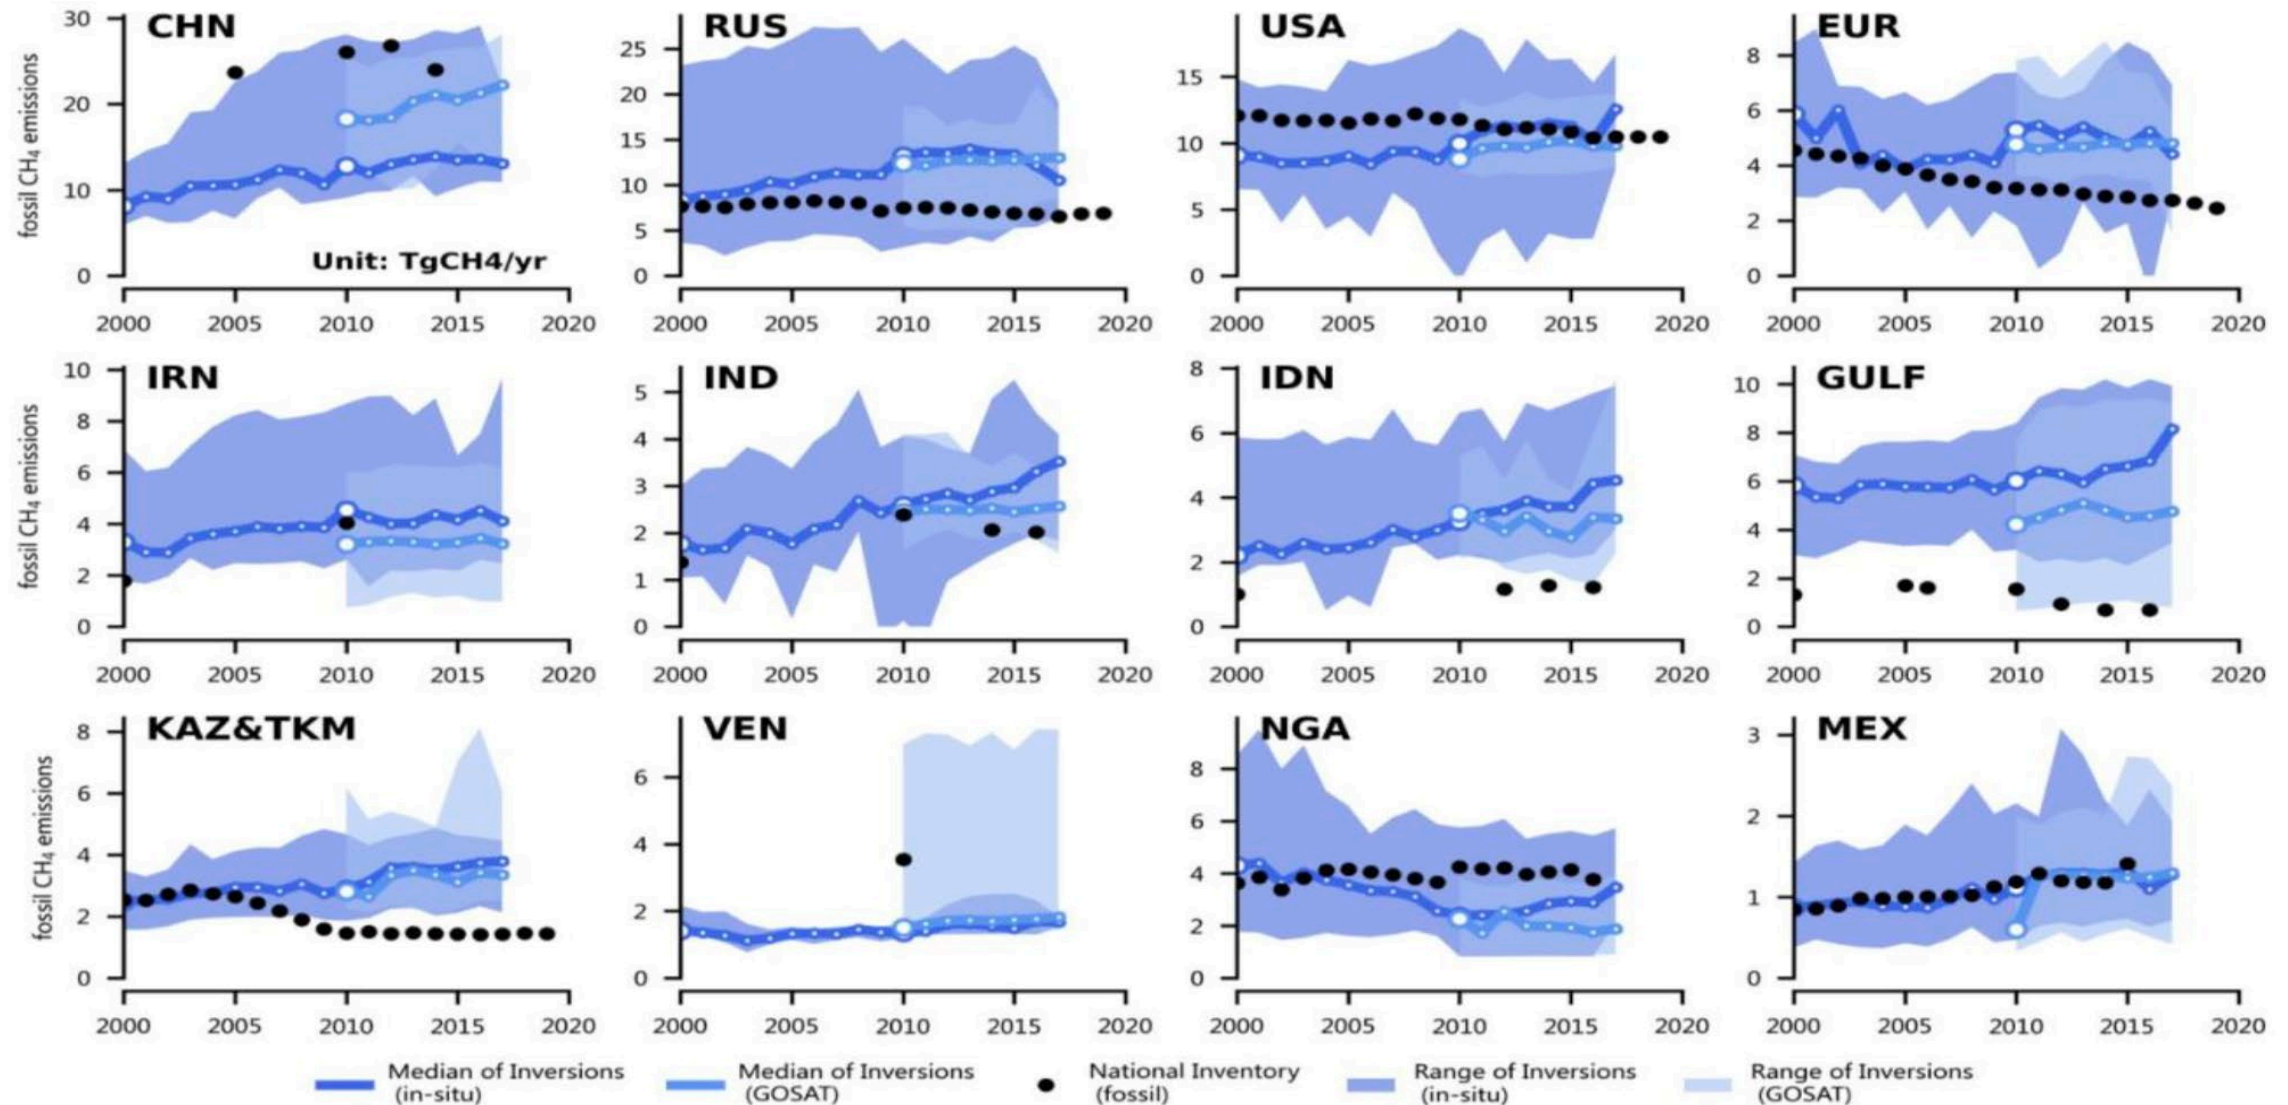 CHN RUS USA EUR
30 20 10 0
25 20 15 10 5 0
15 10 5 0
8 6 4 2 0
fossil CH₄ emissions
Unit: TgCH4/yr
2000 2005 2010 2015 2020 2000 2005 2010 2015 2020 2000 2005 2010 2015 2020 2000 2005 2010 2015 2020
IRN IND IDN GULF
10 8 6 4 2 0
5 4 3 2 1 0
8 6 4 2 0
10 8 6 4 2 0
fossil CH₄ emissions
2000 2005 2010 2015 2020 2000 2005 2010 2015 2020 2000 2005 2010 2015 2020 2000 2005 2010 2015 2020
KAZ&TKM VEN NGA MEX
8 6 4 2 0
6 4 2 0
8 6 4 2 0
3 2 1 0
fossil CH₄ emissions
2000 2005 2010 2015 2020 2000 2005 2010 2015 2020 2000 2005 2010 2015 2020 2000 2005 2010 2015 2020
Median of Inversions
(in-situ)
Median of Inversions
(GOSAT)
National Inventory
(fossil)
Range of Inversions
(in-situ)
Range of Inversions
(GOSAT)